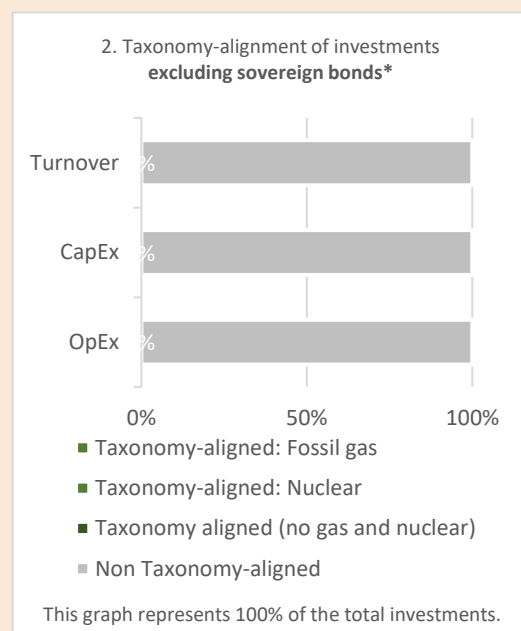 2. Taxonomy-alignment of investments
excluding sovereign bonds*
Turnover
%
CapEx
%
OpEx
%
0% 50% 100%
Taxonomy-aligned: Fossil gas
Taxonomy-aligned: Nuclear
Taxonomy aligned (no gas and nuclear)
Non Taxonomy-aligned
This graph represents 100% of the total investments.